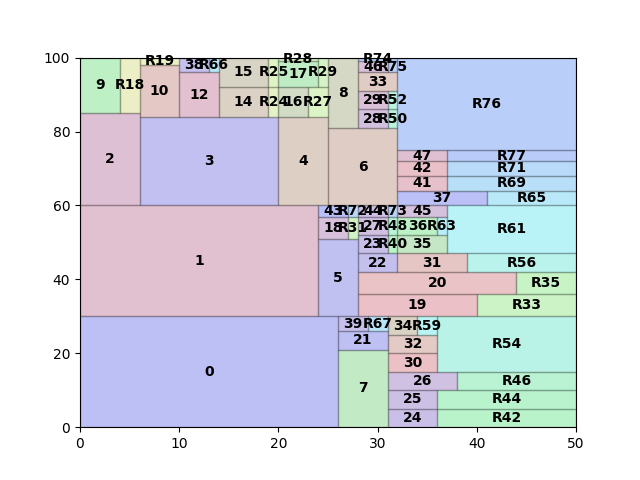 100
R19 38 R66 R28 R74
46 R75
9 R18 15 R25 17 R29 33
10 12 8 R76
14 R24 16 R27 29 R52
28 R50
80
47 R77
2 3 4 6 42 R71
41 R69
37 R65
60
43 R72 44 R73 45
18 R31 27 R48 36 R63 R61
23 R40 35
1 5 22 31 R56
40
20 R35
19 R33
39 R67 34 R59
21 32 R54
20
0 30
7 26 R46
25 R44
24 R42
0
0 10 20 30 40 50